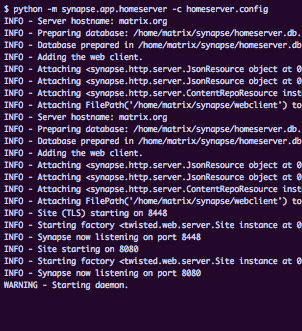 $ python -m synapse.app.homeserver -c homeserver.config
INFO - Server hostname: matrix.org
INFO - Preparing database: /home/matrix/synapse/homeserver.db.
INFO - Database prepared in /home/matrix/synapse/homeserver.db
INFO - Adding the web client.
INFO - Attaching <synapse.http.server.JsonResource object at 0
INFO - Attaching <synapse.http.server.JsonResource object at 0
INFO - Attaching <synapse.http.server.ContentRepoResource inst
INFO - Attaching FilePath('/home/matrix/synapse/webclient') to
INFO - Server hostname: matrix.org
INFO - Preparing database: /home/matrix/synapse/homeserver.db.
INFO - Database prepared in /home/matrix/synapse/homeserver.db
INFO - Adding the web client.
INFO - Attaching <synapse.http.server.JsonResource object at 0
INFO - Attaching <synapse.http.server.JsonResource object at 0
INFO - Attaching <synapse.http.server.ContentRepoResource inst
INFO - Attaching FilePath('/home/matrix/synapse/webclient') to
INFO - Site (TLS) starting on 8448
INFO - Starting factory <twisted.web.server.Site instance at 0
INFO - Synapse now listening on port 8448
INFO - Site starting on 8080
INFO - Starting factory <twisted.web.server.Site instance at 0
INFO - Synapse now listening on port 8080
WARNING - Starting daemon.